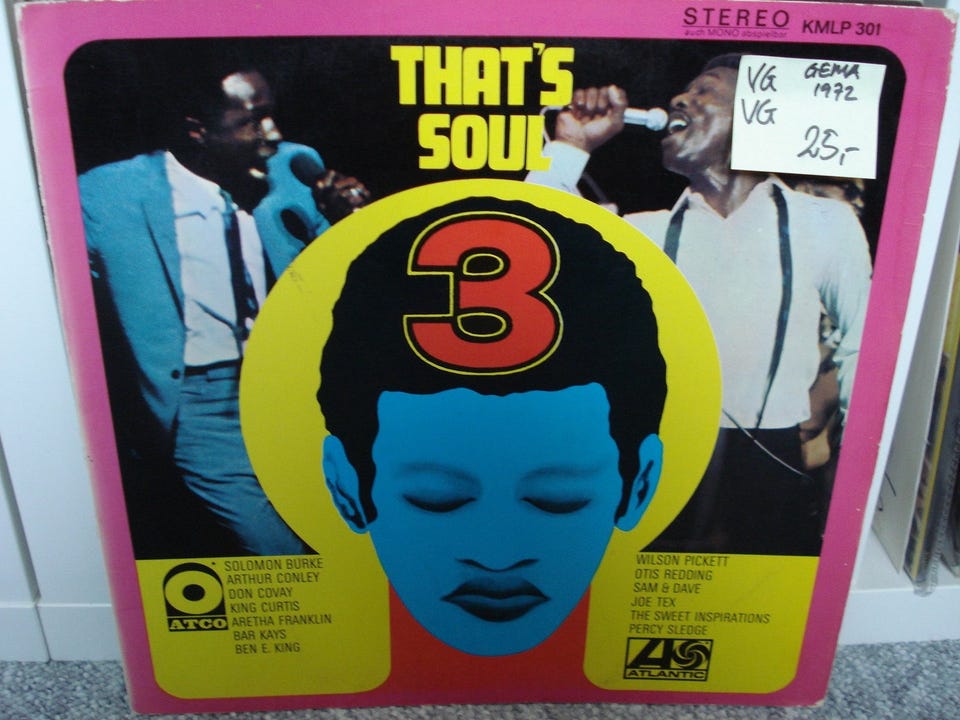 STEREO
auch MONO abspielbar
KMLP 301
THAT'S
SOUL
VG GEMA
1972
VG
25,-
3
SOLOMON BURKE
ARTHUR CONLEY
DON COVAY
KING CURTIS
ARETHA FRANKLIN
BAR KAYS
BEN E. KING
ATCO
WILSON PICKETT
OTIS REDDING
SAM & DAVE
JOE TEX
THE SWEET INSPIRATIONS
PERCY SLEDGE
ATLANTIC